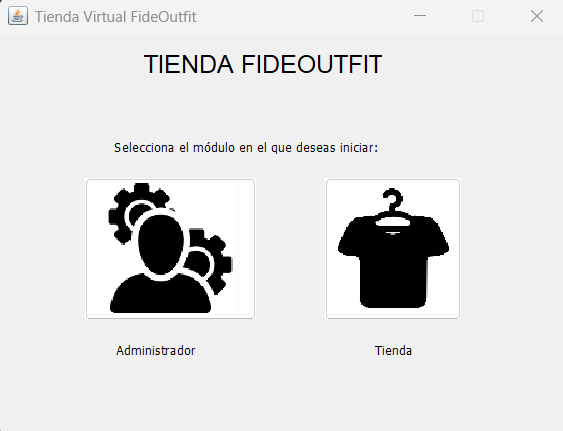 Tienda Virtual FideOutfit
TIENDA FIDEOUTFIT
Selecciona el módulo en el que deseas iniciar:
Administrador
Tienda